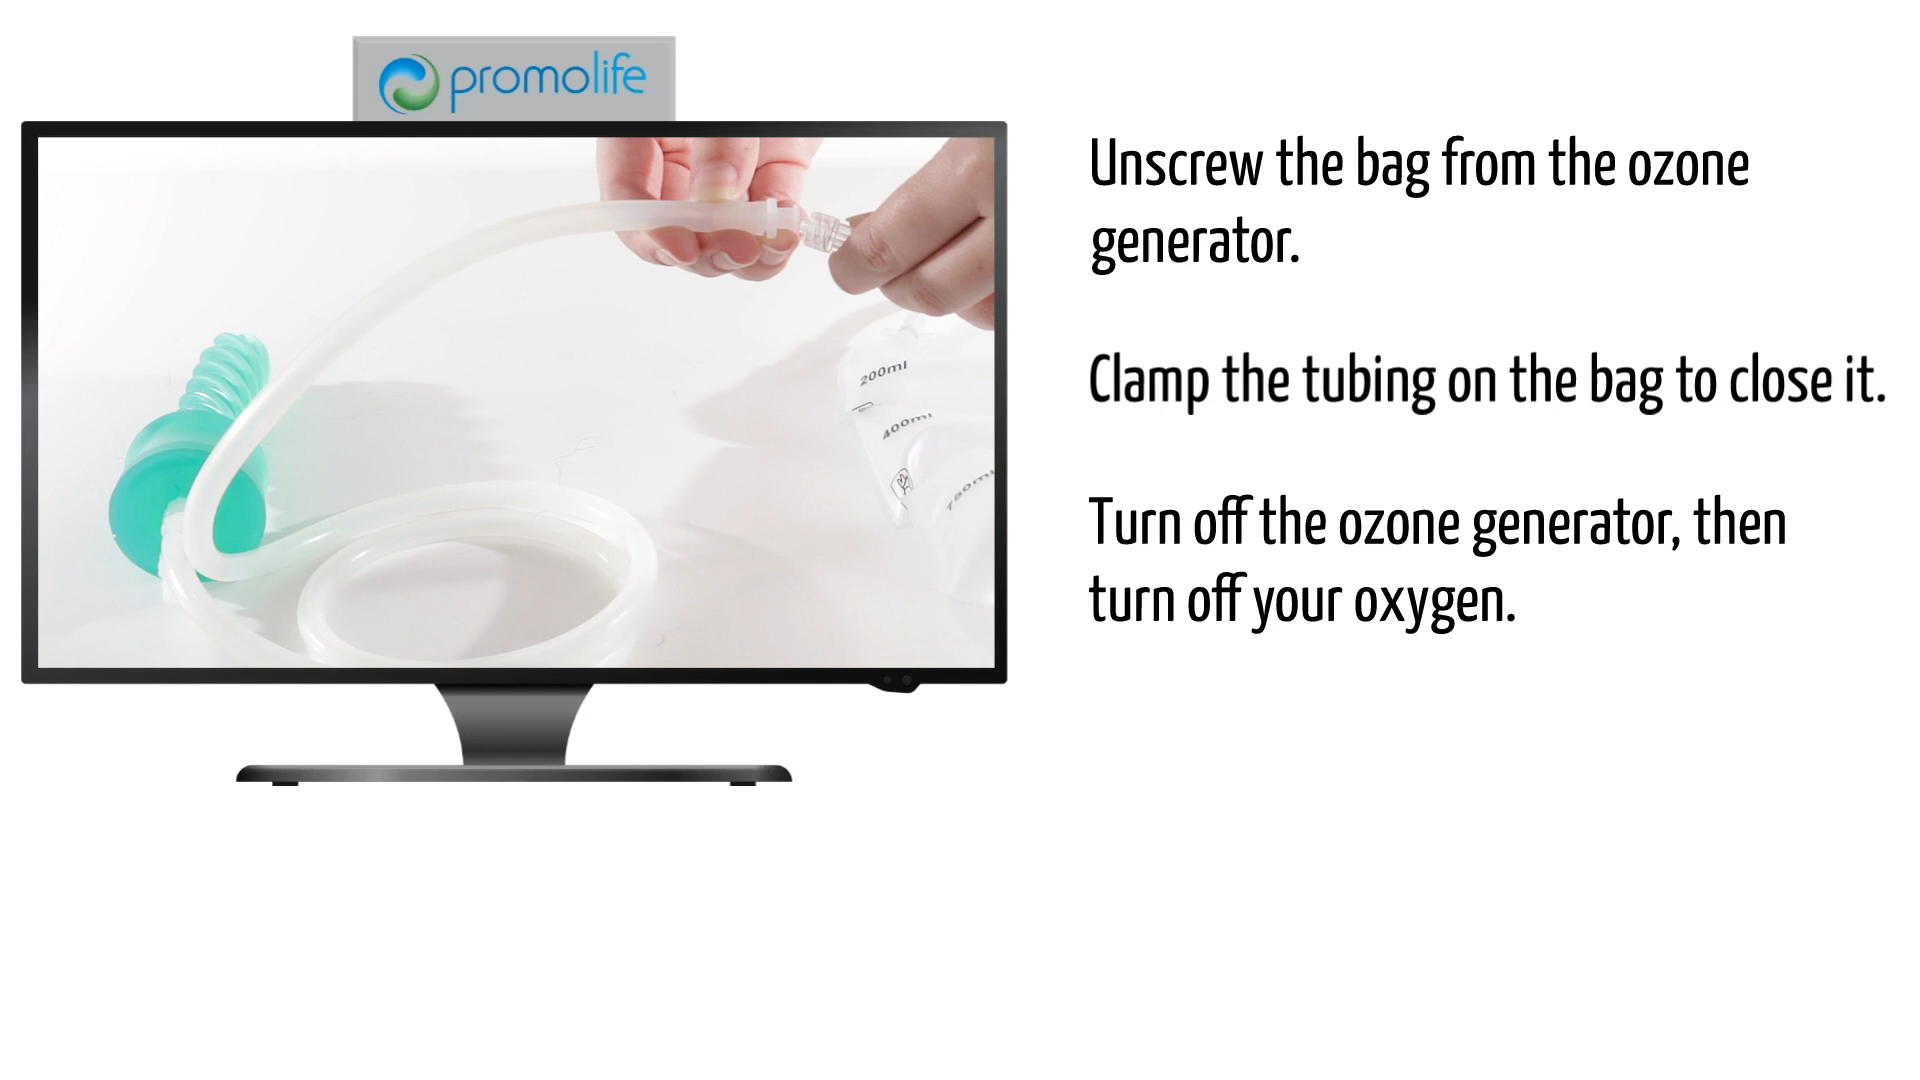 promolife
200ml
400ml
750ml
Unscrew the bag from the ozone
generator.
Clamp the tubing on the bag to close it.
Turn off the ozone generator, then
turn off your oxygen.